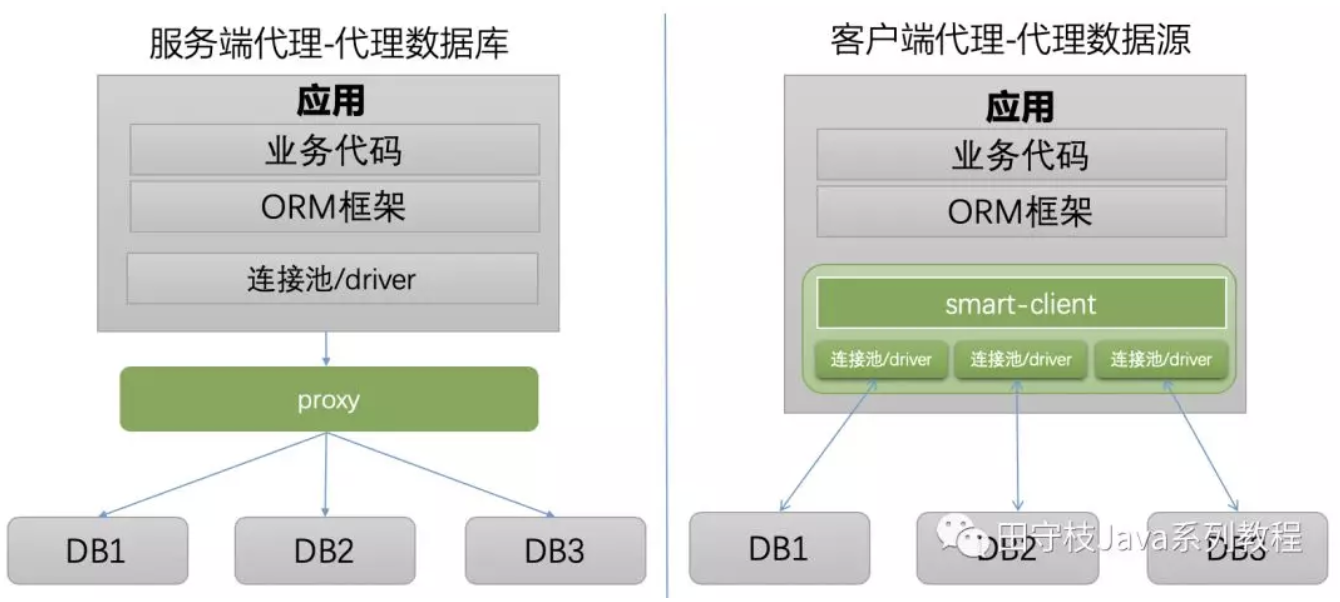 服务端代理-代理数据库
应用
业务代码
ORM框架
连接池/driver
proxy
DB1
DB2
DB3
客户端代理-代理数据源
应用
业务代码
ORM框架
smart-client
连接池/driver
连接池/driver
连接池/driver
DB1
DB2
DB3
田守枝Java系列教程